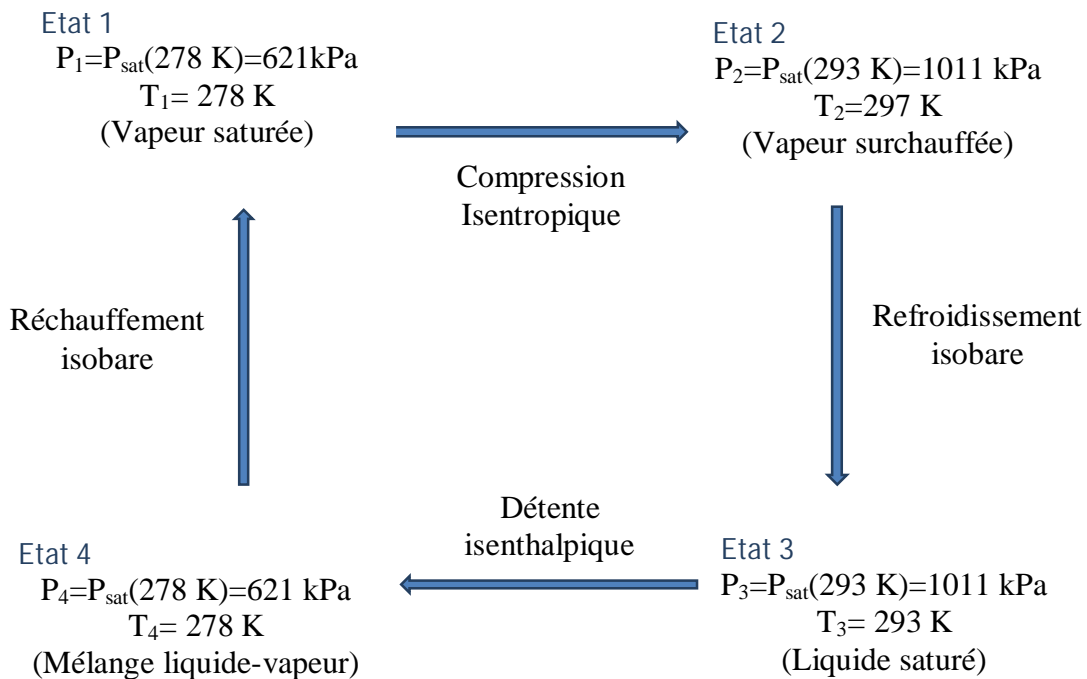 Etat 1
P₁=Pₛₐₜ(278 K)=621kPa
T₁= 278 K
(Vapeur saturée)
Etat 2
P₂=Pₛₐₜ(293 K)=1011 kPa
T₂=297 K
(Vapeur surchauffée)
Compression
Isentropique
Réchauffement
isobare
Refroidissement
isobare
Détente
isenthalpique
Etat 4
P₄=Pₛₐₜ(278 K)=621 kPa
T₄= 278 K
(Mélange liquide-vapeur)
Etat 3
P₃=Pₛₐₜ(293 K)=1011 kPa
T₃= 293 K
(Liquide saturé)